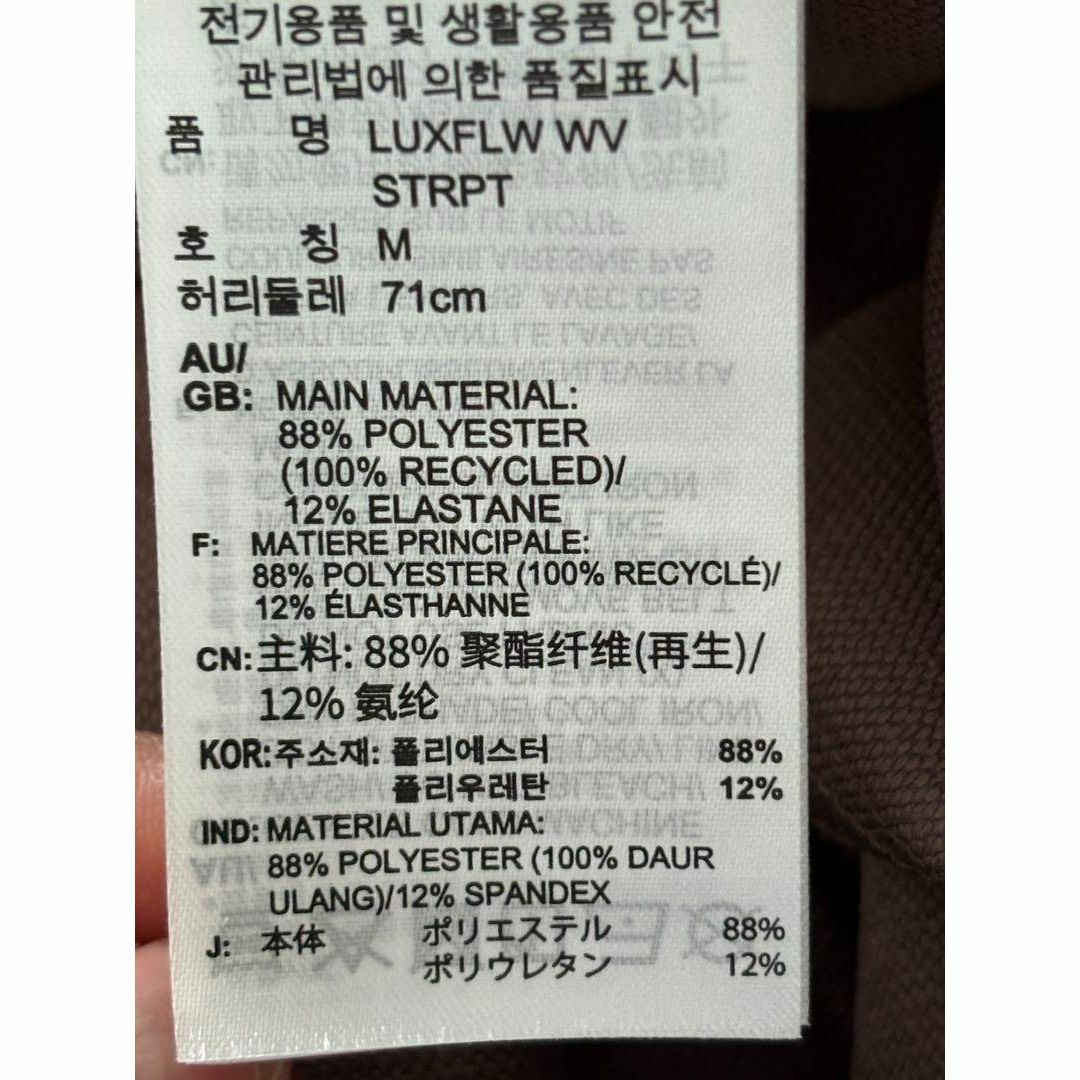 전기용품 및 생활용품 안전
관리법에 의한 품질표시
품 명 LUXFLW WV
STRPT
호 칭 M
허리둘레 71cm
AU/
GB: MAIN MATERIAL:
88% POLYESTER
(100% RECYCLED)/
12% ELASTANE
F: MATIERE PRINCIPALE:
88% POLYESTER (100% RECYCLÉ)/
12% ÉLASTHANNE
CN: 主料: 88% 聚酯纤维(再生)/
12% 氨纶
KOR: 주소재: 폴리에스터 88%
폴리우레탄 12%
IND: MATERIAL UTAMA:
88% POLYESTER (100% DAUR
ULANG)/12% SPANDEX
J: 本体 ポリエステル 88%
ポリウレタン 12%